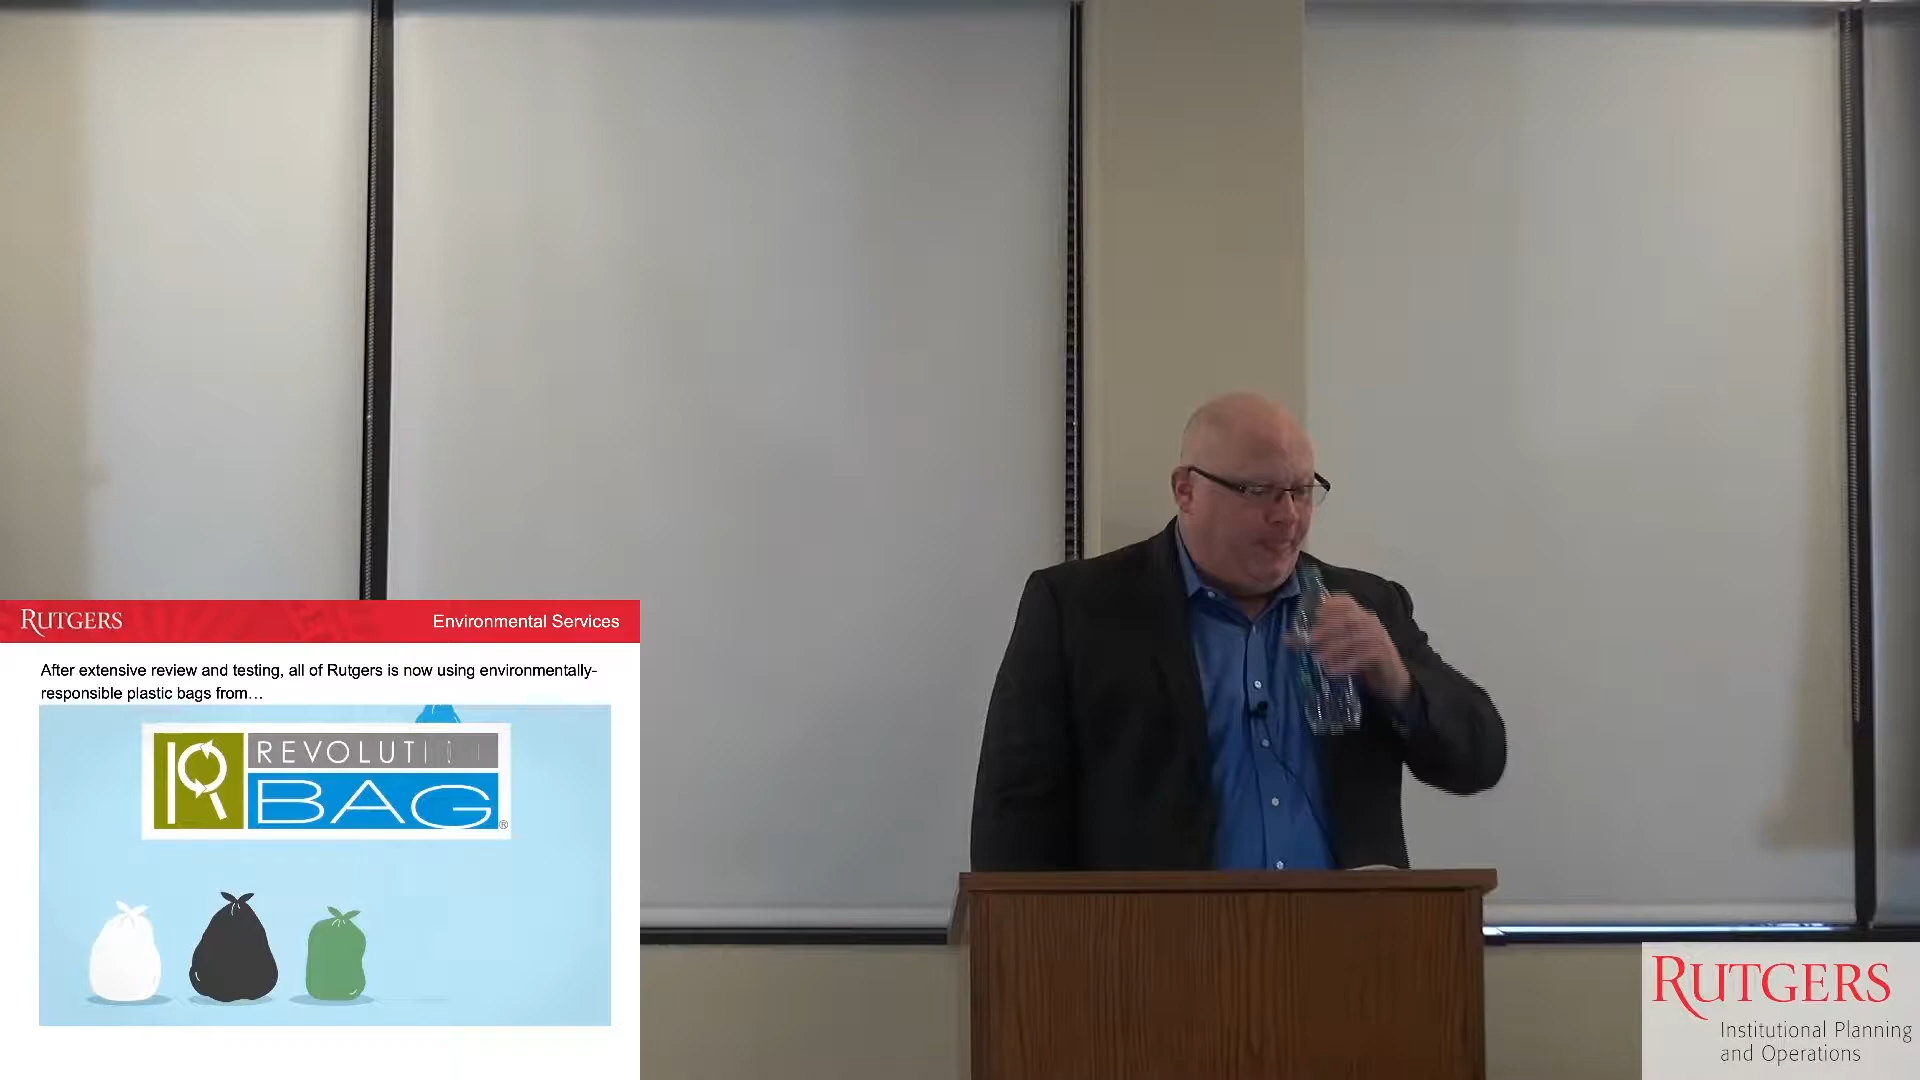 RUTGERS
Environmental Services
After extensive review and testing, all of Rutgers is now using environmentally-
responsible plastic bags from…
R
REVOLUTI
BAG®
RUTGERS
Institutional Planning
and Operations